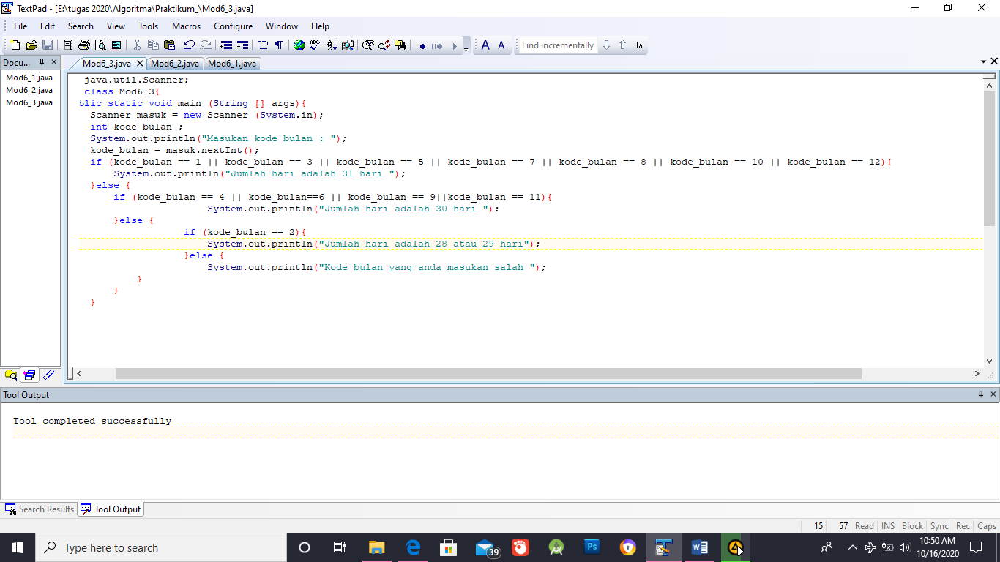 TextPad - [E:\tugas 2020\Algoritma\Praktikum_\Mod6_3.java]
File Edit Search View Tools Macros Configure Window Help
Find incrementally
Docu...
Mod6_3.java Mod6_2.java Mod6_1.java
Mod6_1.java
Mod6_2.java
Mod6_3.java
java.util.Scanner;
class Mod6_3{
blic static void main (String [] args){
Scanner masuk = new Scanner (System.in);
int kode_bulan ;
System.out.println("Masukan kode bulan : ");
kode_bulan = masuk.nextInt();
if (kode_bulan == 1 || kode_bulan == 3 || kode_bulan == 5 || kode_bulan == 7 || kode_bulan == 8 || kode_bulan == 10 || kode_bulan == 12){
System.out.println("Jumlah hari adalah 31 hari ");
}else {
if (kode_bulan == 4 || kode_bulan==6 || kode_bulan == 9||kode_bulan == 11){
System.out.println("Jumlah hari adalah 30 hari ");
}else {
if (kode_bulan == 2){
System.out.println("Jumlah hari adalah 28 atau 29 hari");
}else {
System.out.println("Kode bulan yang anda masukan salah ");
}
}
}
Tool Output
Tool completed successfully
Search Results Tool Output
15 57 Read INS Block Sync Rec Caps
Type here to search
39
Ps
10:50 AM
10/16/2020